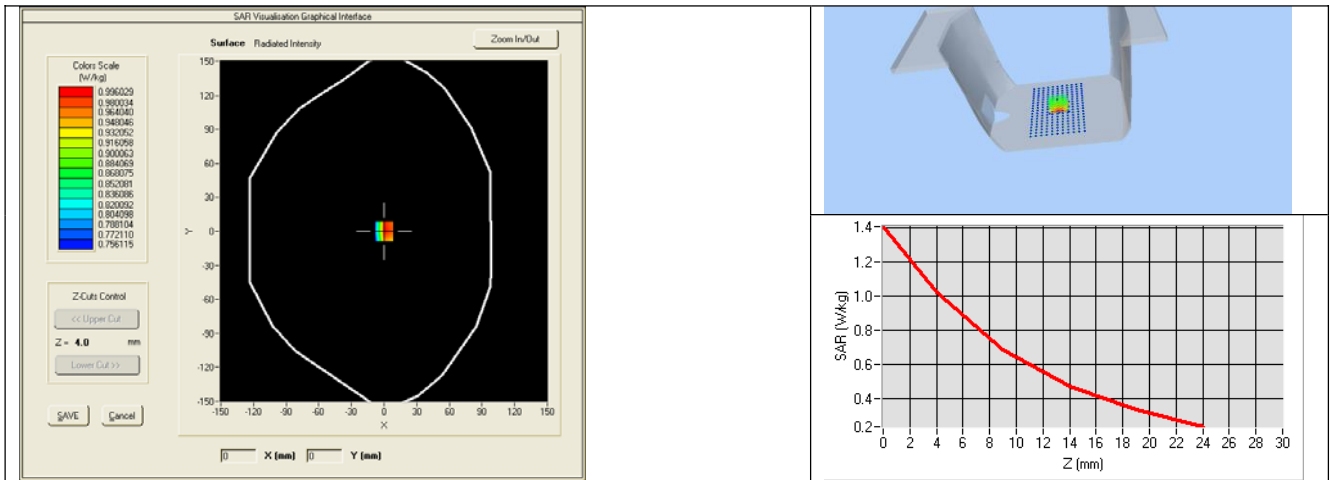 SAR Visualisation Graphical Interface
Surface Radiated Intensity
Zoom In/Out
Colors Scale
(W/kg)
0.996029
0.980034
0.964040
0.948046
0.932052
0.916058
0.900063
0.884069
0.868075
0.852081
0.836086
0.820092
0.804098
0.788104
0.772110
0.756115
Z-Cuts Control
<< Upper Cut
Z = 4.0 mm
Lower Cut >>
SAVE Cancel
150
120
90
60
30
0
-30
-60
-90
-120
-150
Y
-150 -120 -90 -60 -30 0 30 60 90 120 150
X
0 X (mm) 0 Y (mm)
1.4
1.2
1.0
0.8
0.6
0.4
0.2
SAR (W/kg)
0 2 4 6 8 10 12 14 16 18 20 22 24 26 28 30
Z (mm)